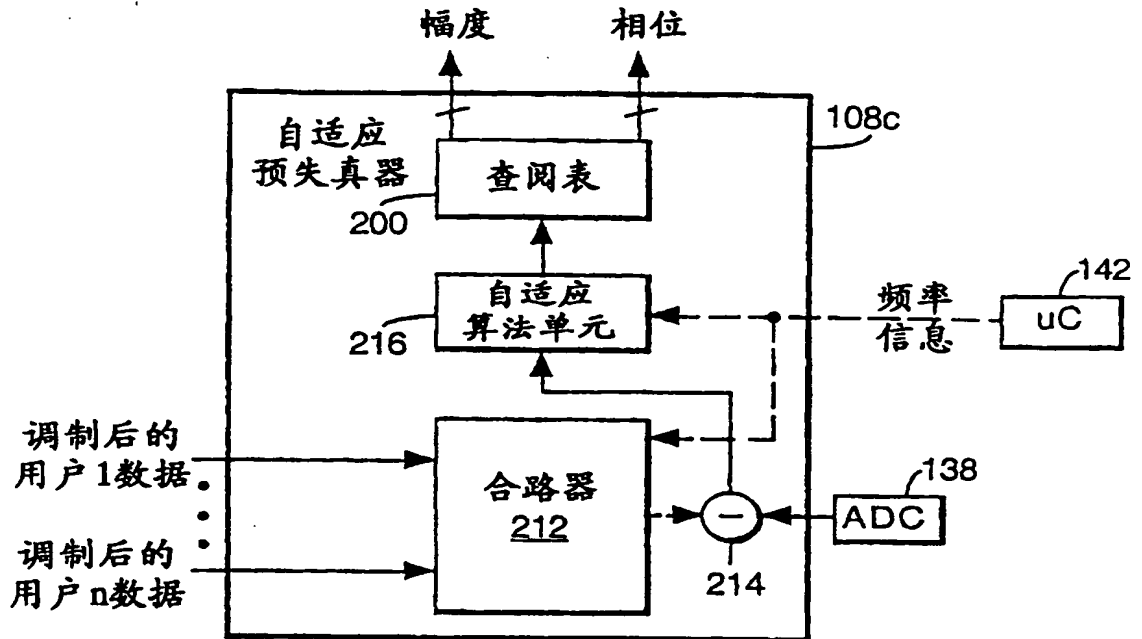 幅度
相位
自适应
预失真器
108c
查阅表
200
自适应
算法单元
216
频率
信息
142
uC
调制后的
用户1数据
合路器
212
138
ADC
−
214
调制后的
用户n数据